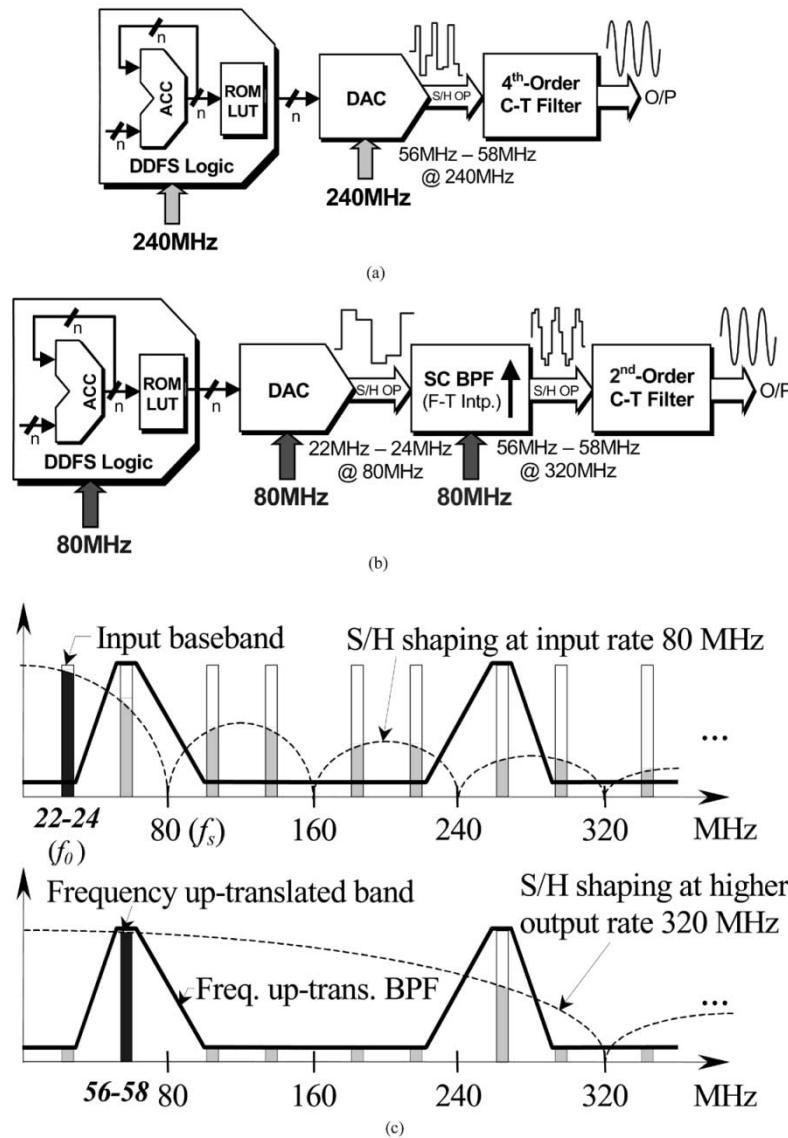 n
ACC
n
n
ROM
LUT
DDFS Logic
n
DAC
S/H OP
4th-Order
C-T Filter
O/P
56MHz – 58MHz
@ 240MHz
240MHz
240MHz
(a)
n
ACC
n
n
ROM
LUT
DDFS Logic
n
DAC
S/H OP
SC BPF
(F-T Intp.)
S/H OP
2nd-Order
C-T Filter
O/P
22MHz – 24MHz
@ 80MHz
56MHz – 58MHz
@ 320MHz
80MHz
80MHz
80MHz
(b)
Input baseband
S/H shaping at input rate 80 MHz
...
22-24
(f0)
80 (fs)
160
240
320
MHz
Frequency up-translated band
S/H shaping at higher
output rate 320 MHz
Freq. up-trans. BPF
...
56-58
80
160
240
320
MHz
(c)